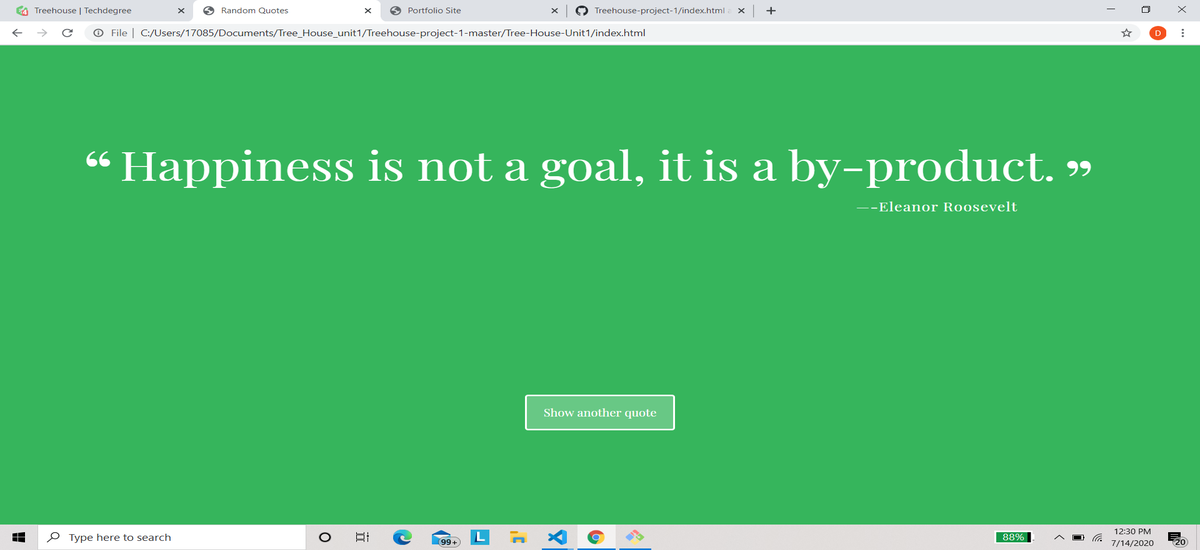 Treehouse | Techdegree
Random Quotes
Portfolio Site
Treehouse-project-1/index.html
File | C:/Users/17085/Documents/Tree_House_unit1/Treehouse-project-1-master/Tree-House-Unit1/index.html
D
“ Happiness is not a goal, it is a by-product. ”
—-Eleanor Roosevelt
Show another quote
Type here to search
99+
L
88%
12:30 PM
7/14/2020
20